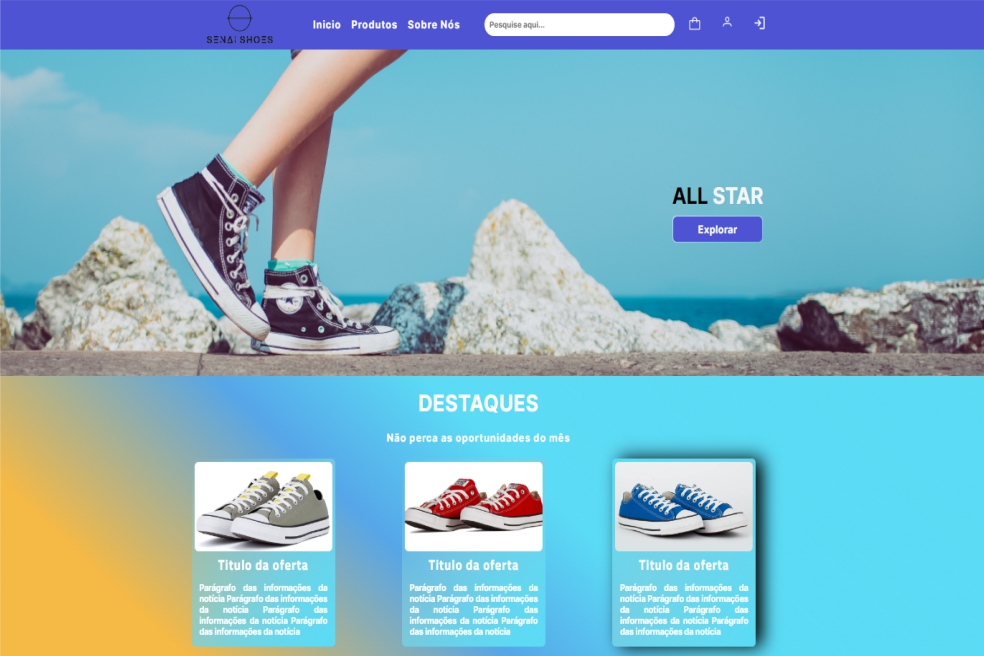 SENAI SHOES
Inicio Produtos Sobre Nós
Pesquise aqui...
ALL STAR
Explorar
DESTAQUES
Não perca as oportunidades do mês
Titulo da oferta
Parágrafo das informações da
notícia Parágrafo das informações
da notícia Parágrafo das
informações da notícia Parágrafo
das informações da notícia
Titulo da oferta
Parágrafo das informações da
notícia Parágrafo das informações
da notícia Parágrafo das
informações da notícia Parágrafo
das informações da notícia
Titulo da oferta
Parágrafo das informações da
notícia Parágrafo das informações
da notícia Parágrafo das
informações da notícia Parágrafo
das informações da notícia